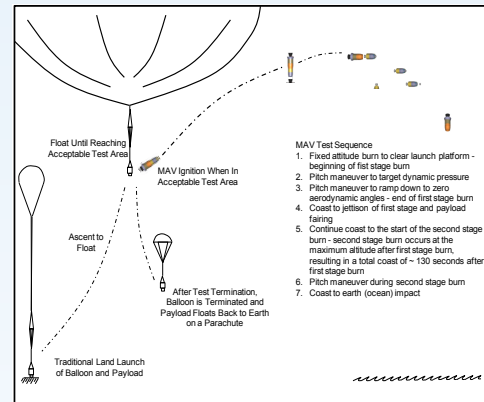 Float Until Reaching
Acceptable Test Area
MAV Ignition When In
Acceptable Test Area
Ascent to
Float
After Test Termination,
Balloon is Terminated and
Payload Floats Back to Earth
on a Parachute
Traditional Land Launch
of Balloon and Payload
MAV Test Sequence
1. Fixed attitude burn to clear launch platform -
beginning of fist stage burn
2. Pitch maneuver to target dynamic pressure
3. Pitch maneuver to ramp down to zero
aerodynamic angles - end of first stage burn
4. Coast to jettison of first stage and payload
fairing
5. Continue coast to the start of the second stage
burn - second stage burn occurs at the
maximum altitude after first stage burn,
resulting in a total coast of ~ 130 seconds after
first stage burn
6. Pitch maneuver during second stage burn
7. Coast to earth (ocean) impact